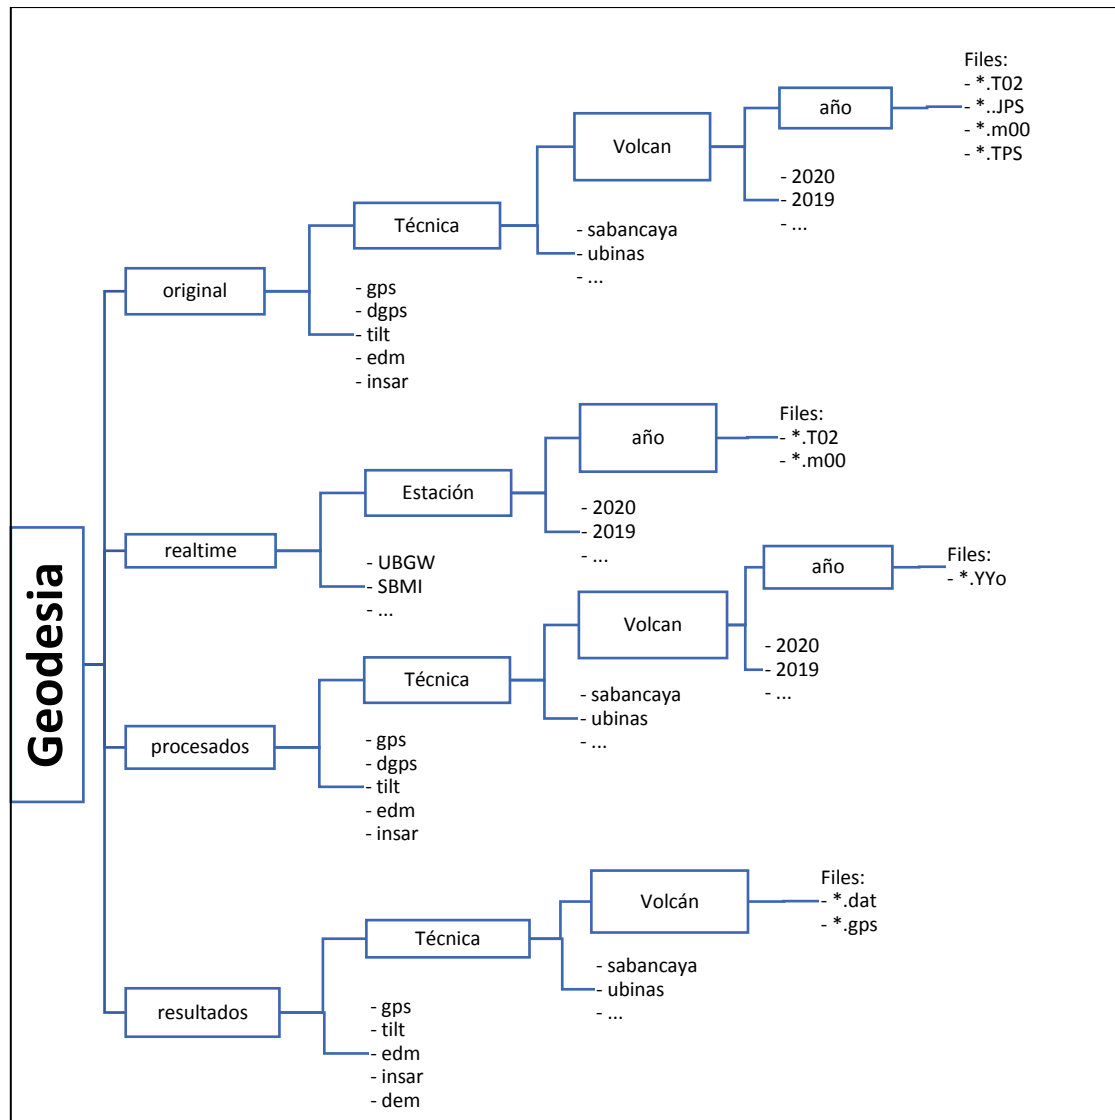 Geodesia
original
Técnica
- gps
- dgps
- tilt
- edm
- insar
Volcan
- sabancaya
- ubinas
- ...
año
- 2020
- 2019
- ...
Files:
- *.T02
- *..JPS
- *.m00
- *.TPS
realtime
Estación
- UBGW
- SBMI
- ...
año
- 2020
- 2019
- ...
Files:
- *.T02
- *.m00
procesados
Técnica
- gps
- dgps
- tilt
- edm
- insar
Volcan
- sabancaya
- ubinas
- ...
año
- 2020
- 2019
- ...
Files:
- *.YYo
resultados
Técnica
- gps
- tilt
- edm
- insar
- dem
Volcán
- sabancaya
- ubinas
- ...
Files:
- *.dat
- *.gps